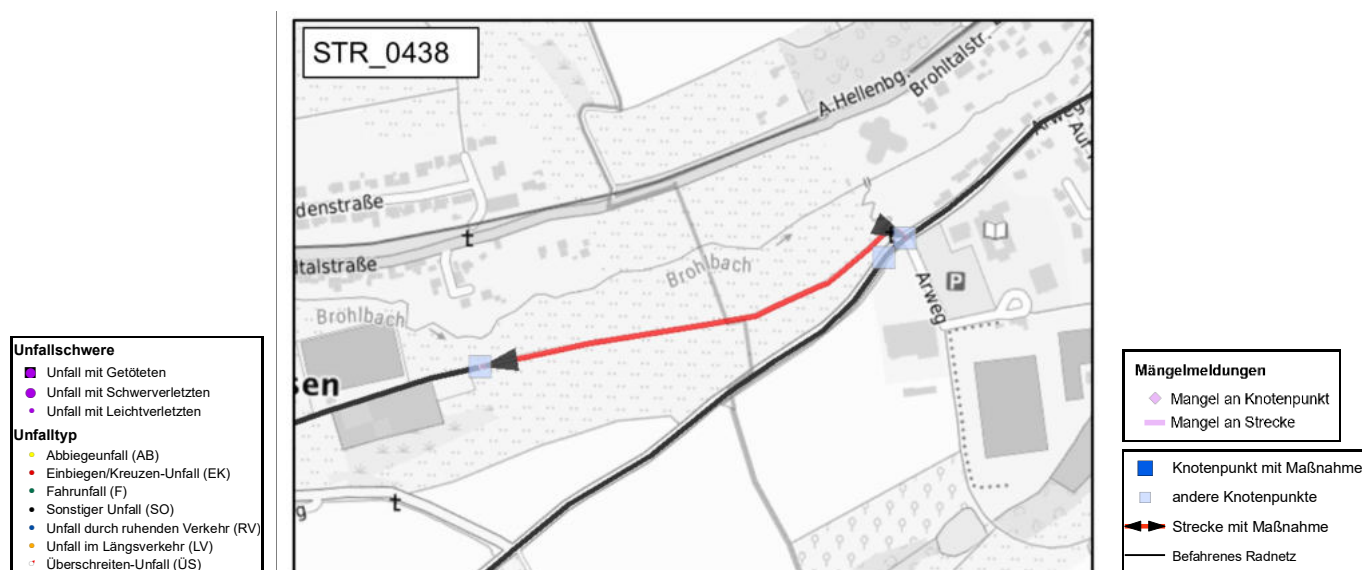 STR_0438
A.Hellenbg.
Brohltalstr.
Arweg
denstraße
ltalstraße
Brohlbach
Brohlbach
Arweg
P
sen
g
Unfallschwere
Unfall mit Getöteten
Unfall mit Schwerverletzten
Unfall mit Leichtverletzten
Unfalltyp
Abbiegeunfall (AB)
Einbiegen/Kreuzen-Unfall (EK)
Fahrunfall (F)
Sonstiger Unfall (SO)
Unfall durch ruhenden Verkehr (RV)
Unfall im Längsverkehr (LV)
Überschreiten-Unfall (ÜS)
Mängelmeldungen
Mangel an Knotenpunkt
Mangel an Strecke
Knotenpunkt mit Maßnahme
andere Knotenpunkte
Strecke mit Maßnahme
Befahrenes Radnetz